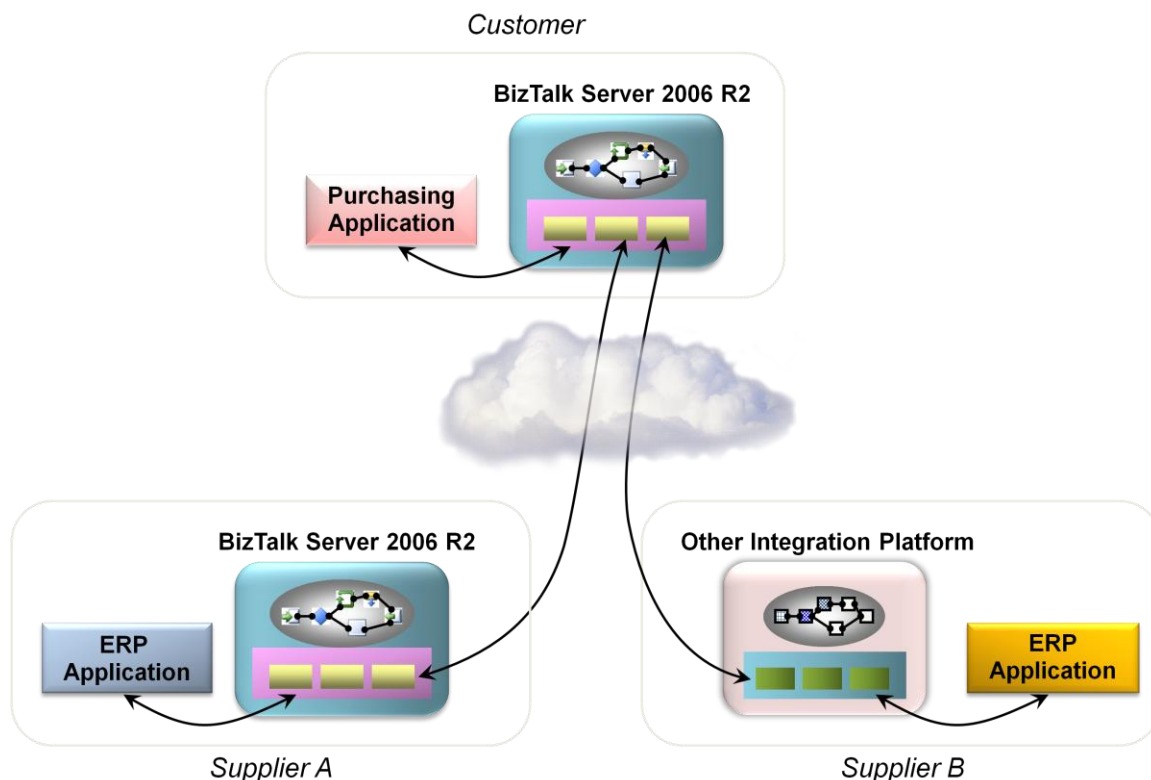 Customer
BizTalk Server 2006 R2
Purchasing
Application
BizTalk Server 2006 R2
ERP
Application
Supplier A
Other Integration Platform
ERP
Application
Supplier B